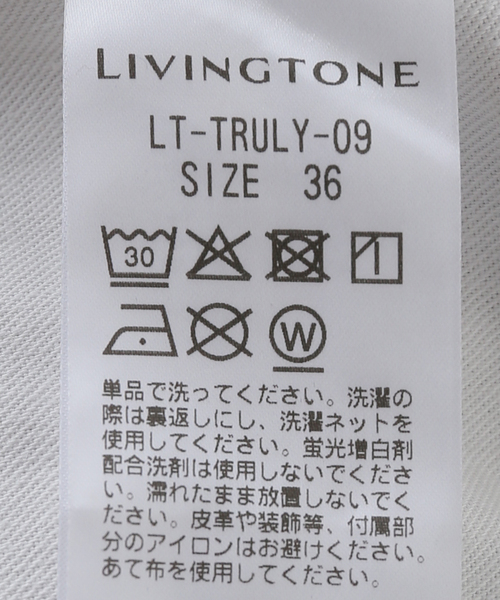 LIVINGTONE
LT-TRULY-09
SIZE 36
30
W
単品で洗ってください。洗濯の
際は裏返しにし、洗濯ネットを
使用してください。蛍光増白剤
配合洗剤は使用しないでくださ
い。濡れたまま放置しないでく
ださい。皮革や装飾等、付属部
分のアイロンはお避けください。
あて布を使用してください。